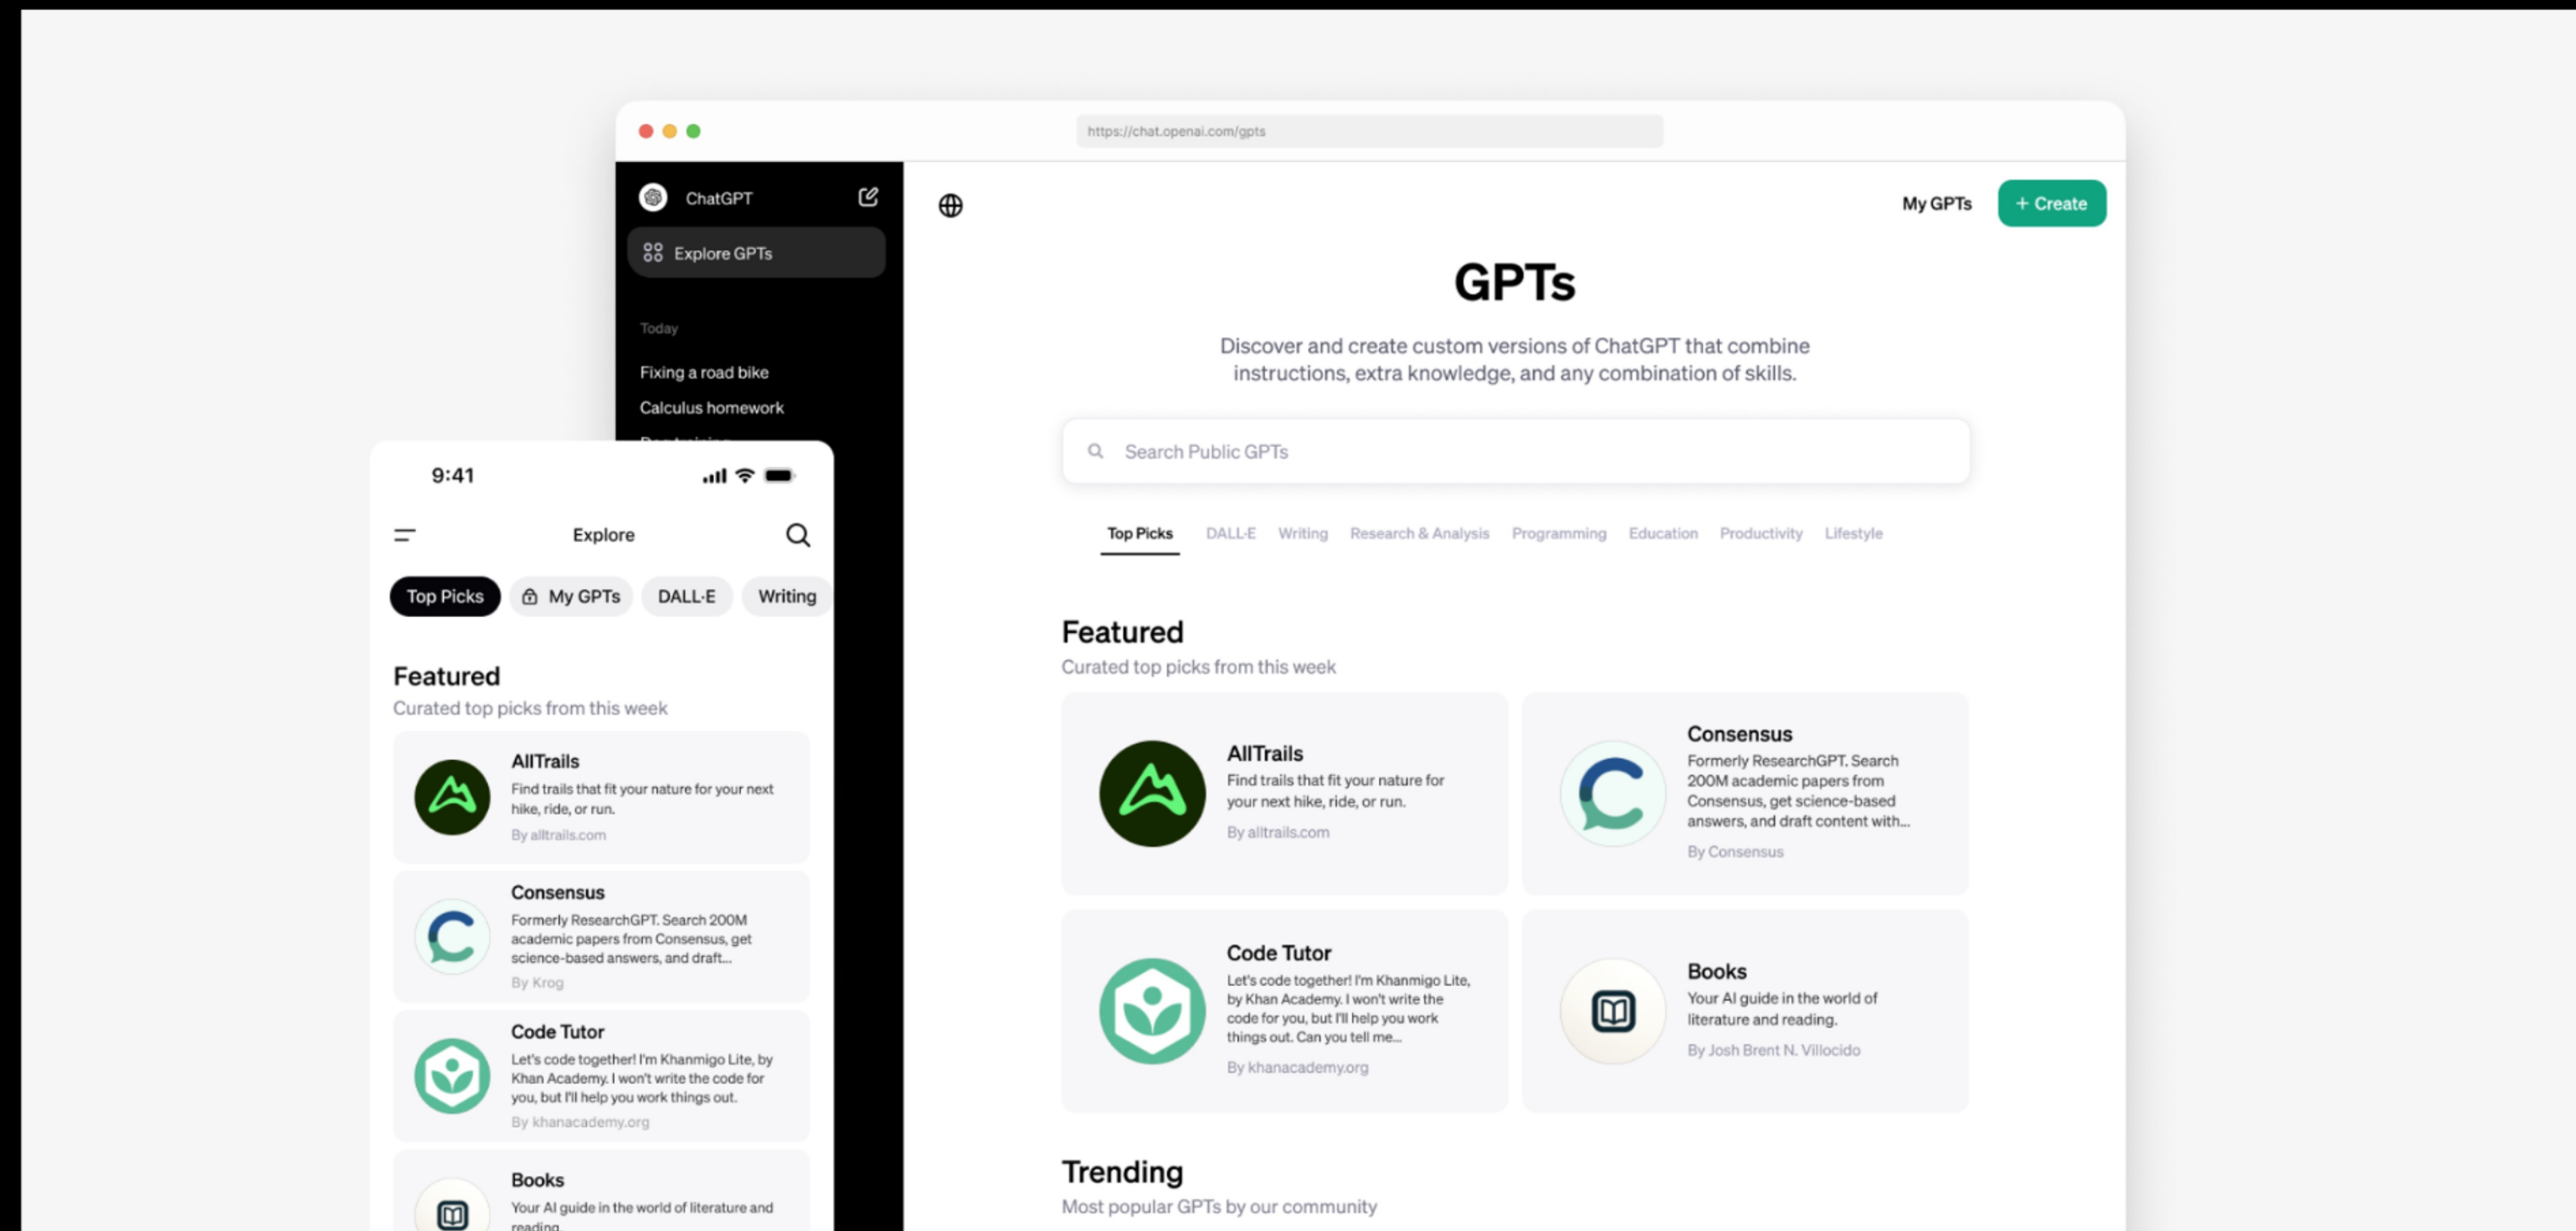 https://chat.openai.com/gpts
ChatGPT
Explore GPTs
Today
Fixing a road bike
Calculus homework
My GPTs
+ Create
GPTs
Discover and create custom versions of ChatGPT that combine
instructions, extra knowledge, and any combination of skills.
Search Public GPTs
Top Picks DALL·E Writing Research & Analysis Programming Education Productivity Lifestyle
Featured
Curated top picks from this week
AllTrails
Find trails that fit your nature for
your next hike, ride, or run.
By alltrails.com
Consensus
Formerly ResearchGPT. Search
200M academic papers from
Consensus, get science-based
answers, and draft content with...
By Consensus
Code Tutor
Let's code together! I'm Khanmigo Lite,
by Khan Academy. I won't write the
code for you, but I'll help you work
things out. Can you tell me...
By khanacademy.org
Books
Your AI guide in the world of
literature and reading.
By Josh Brent N. Villocido
Trending
Most popular GPTs by our community
9:41
Explore
Top Picks My GPTs DALL·E Writing
Featured
Curated top picks from this week
AllTrails
Find trails that fit your nature for your next
hike, ride, or run.
By alltrails.com
Consensus
Formerly ResearchGPT. Search 200M
academic papers from Consensus, get
science-based answers, and draft...
By Krog
Code Tutor
Let's code together! I'm Khanmigo Lite, by
Khan Academy. I won't write the code for
you, but I'll help you work things out.
By khanacademy.org
Books
Your AI guide in the world of literature and
reading.